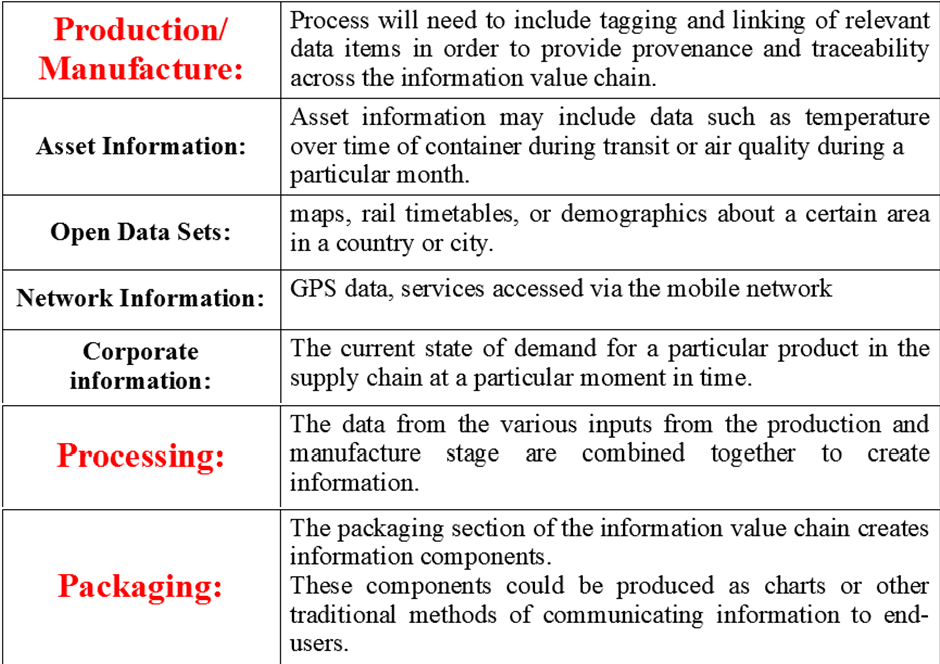 Production/
Manufacture:
Process will need to include tagging and linking of relevant
data items in order to provide provenance and traceability
across the information value chain.
Asset Information:
Asset information may include data such as temperature
over time of container during transit or air quality during a
particular month.
Open Data Sets:
maps, rail timetables, or demographics about a certain area
in a country or city.
Network Information:
GPS data, services accessed via the mobile network
Corporate
information:
The current state of demand for a particular product in the
supply chain at a particular moment in time.
Processing:
The data from the various inputs from the production and
manufacture stage are combined together to create
information.
Packaging:
The packaging section of the information value chain creates
information components.
These components could be produced as charts or other
traditional methods of communicating information to end-
users.